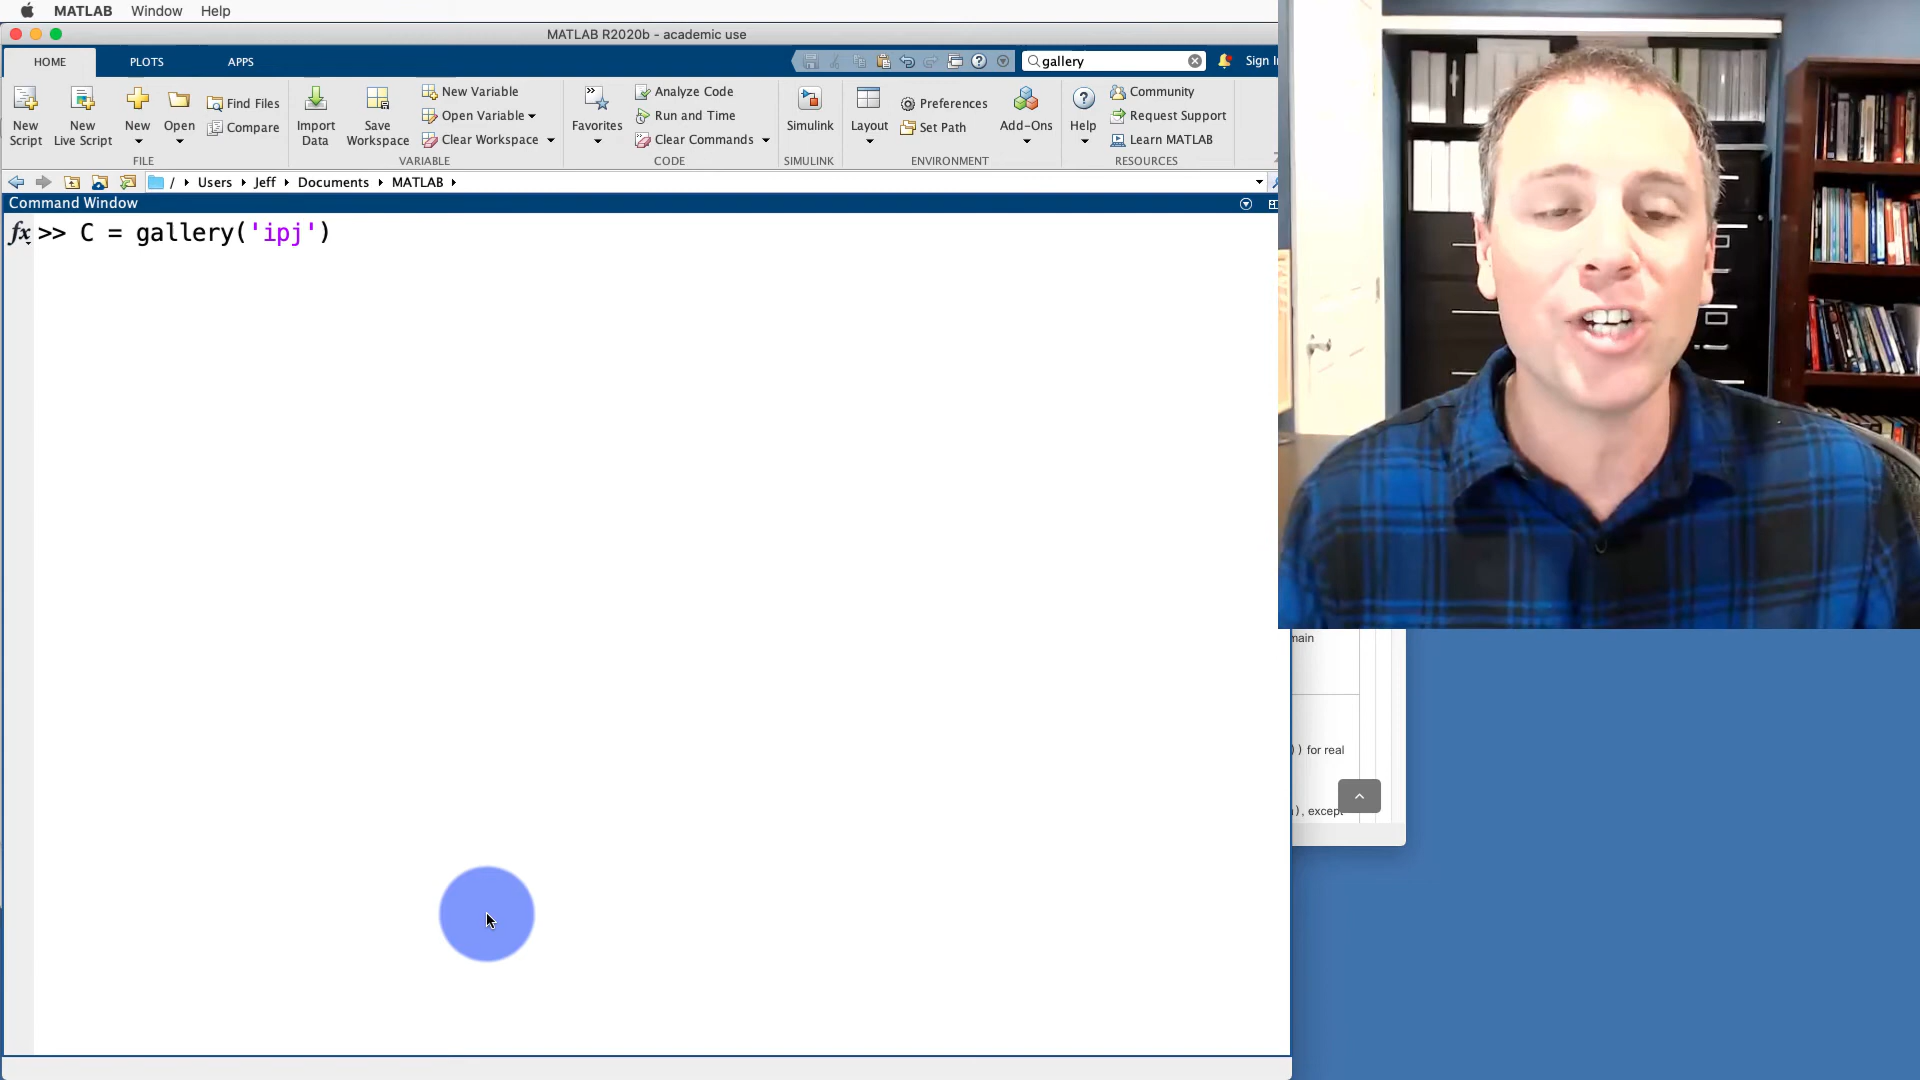 MATLAB Window Help
MATLAB R2020b - academic use
HOME PLOTS APPS gallery Sign I
New Script
New Live Script
New
Open
Find Files
Compare
FILE
Import Data
Save Workspace
New Variable
Open Variable
Clear Workspace
VARIABLE
Favorites
Analyze Code
Run and Time
Clear Commands
CODE
Simulink
SIMULINK
Layout
Preferences
Set Path
Add-Ons
ENVIRONMENT
Help
Community
Request Support
Learn MATLAB
RESOURCES
/ Users Jeff Documents MATLAB
Command Window
fx >> C = gallery('ipj')
main
)) for real
), except